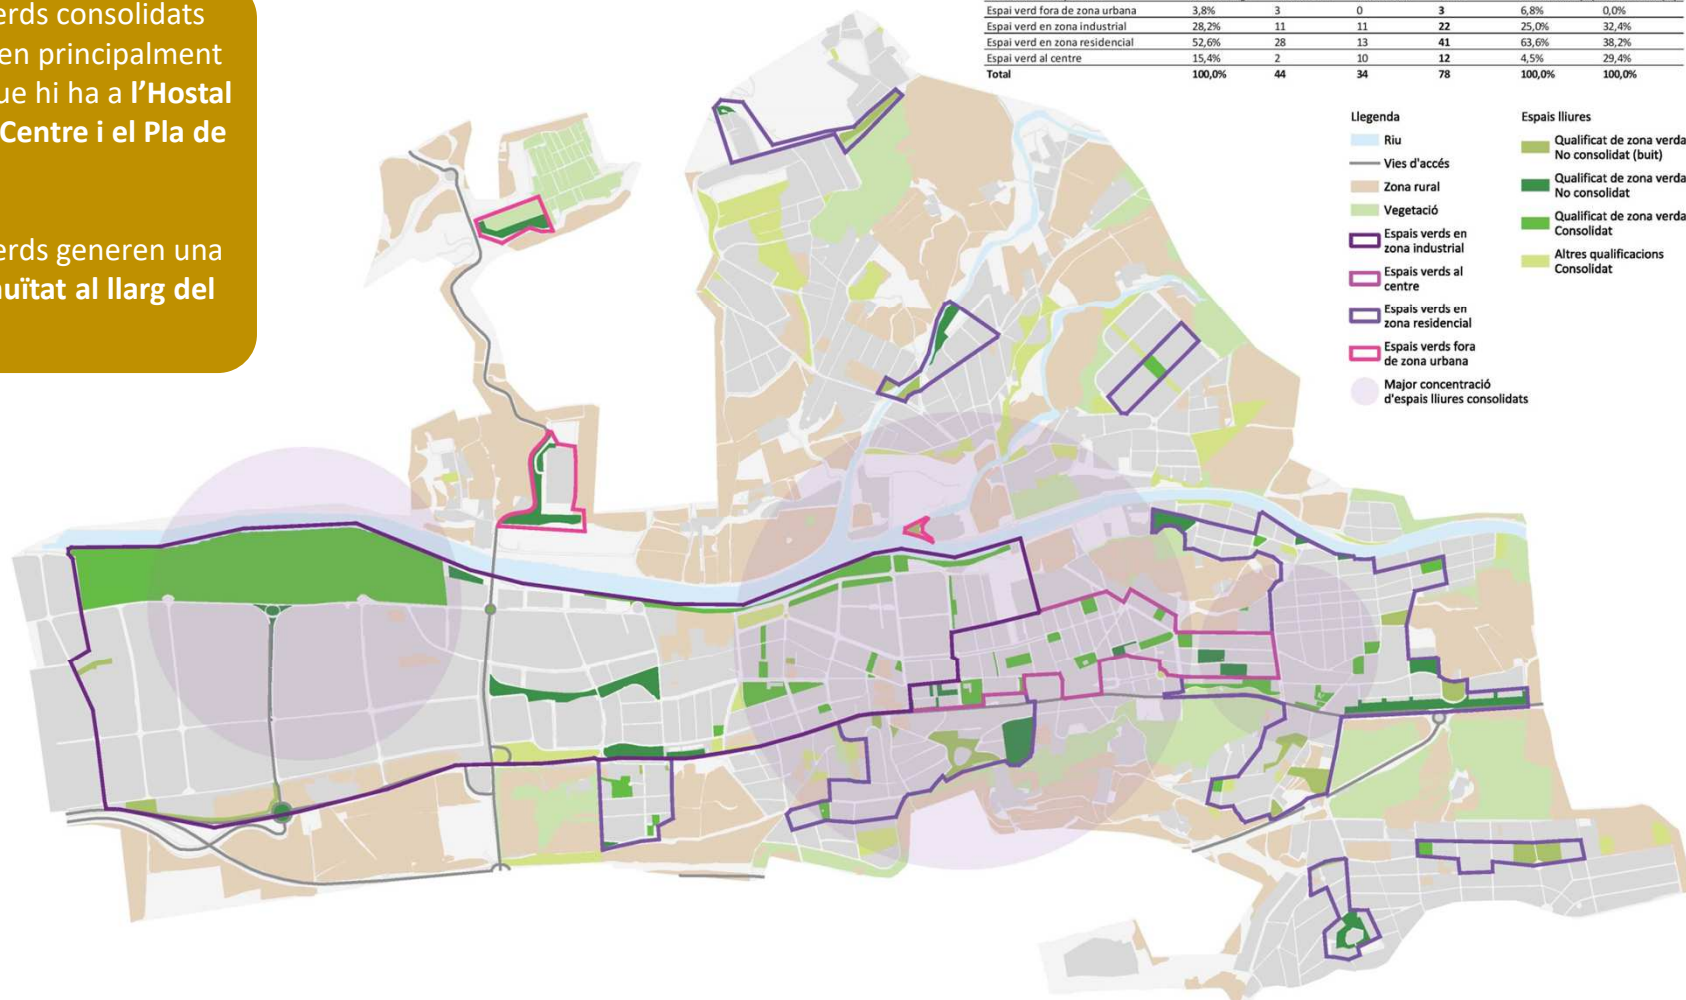 erds consolidats
en principalment
ue hi ha a l'Hostal
Centre i el Pla de
erds generen una
uïtat al llarg del
Espai verd fora de zona urbana 3,8% 3 0 3 6,8% 0,0%
Espai verd en zona industrial 28,2% 11 11 22 25,0% 32,4%
Espai verd en zona residencial 52,6% 28 13 41 63,6% 38,2%
Espai verd al centre 15,4% 2 10 12 4,5% 29,4%
Total 100,0% 44 34 78 100,0% 100,0%
Llegenda
Riu
Vies d'accés
Zona rural
Vegetació
Espais verds en
zona industrial
Espais verds al
centre
Espais verds en
zona residencial
Espais verds fora
de zona urbana
Major concentració
d'espais lliures consolidats
Espais lliures
Qualificat de zona verda
No consolidat (buit)
Qualificat de zona verda
No consolidat
Qualificat de zona verda
Consolidat
Altres qualificacions
Consolidat